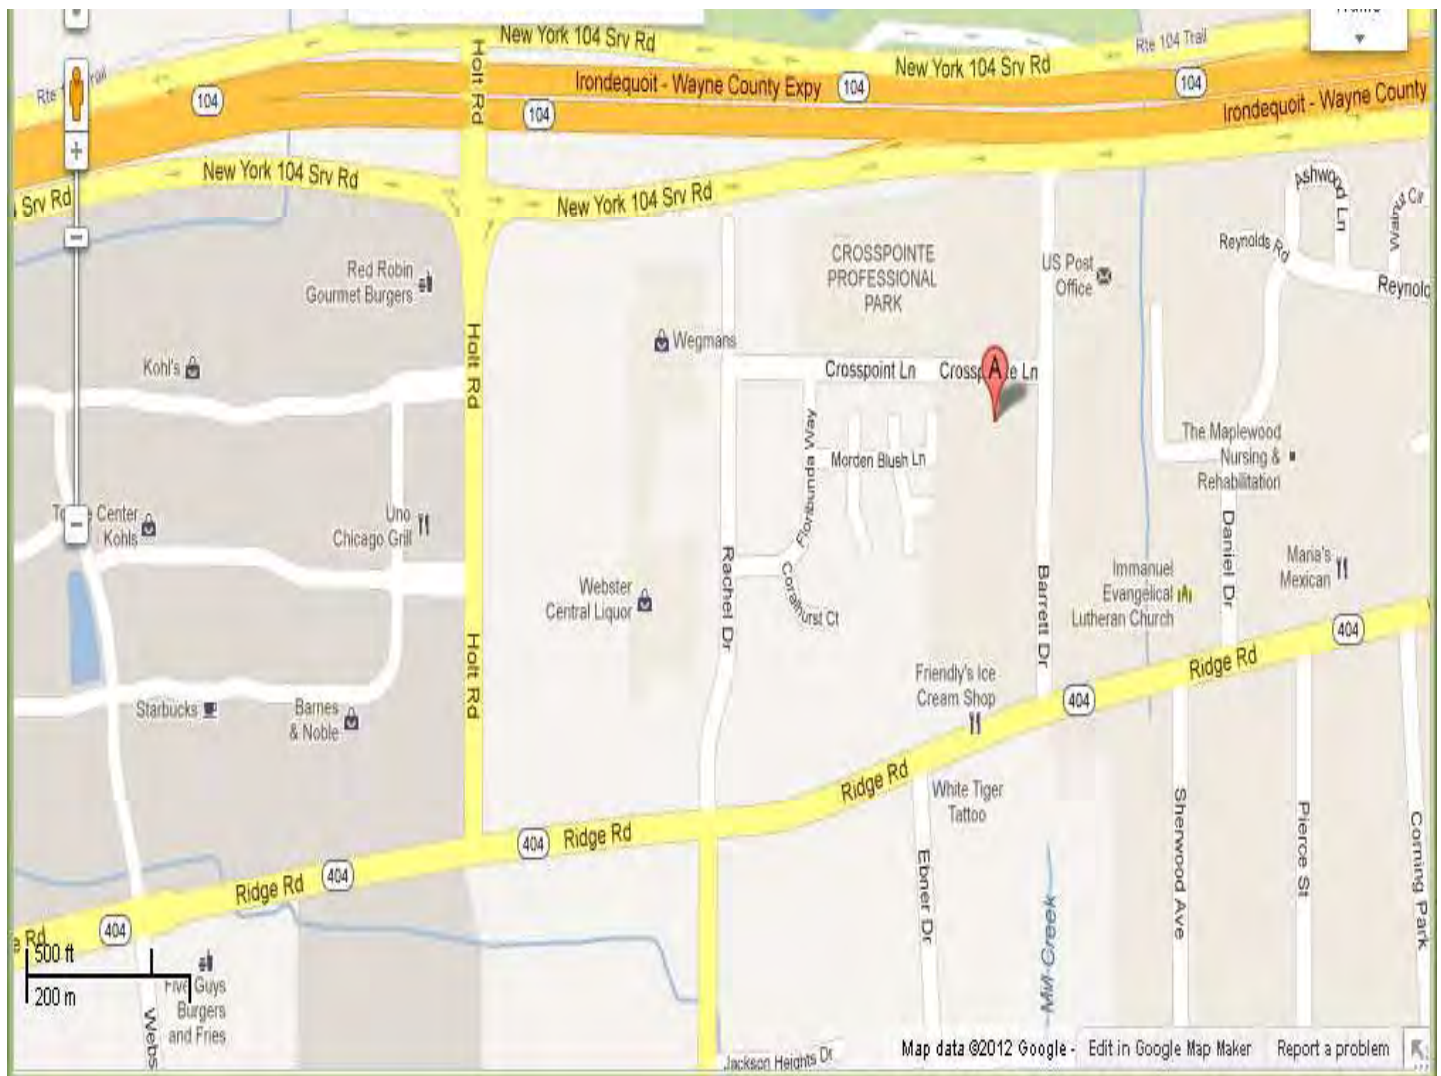 New York 104 Srv Rd
Rte 104 Trail
New York 104 Srv Rd
Irondequoit - Wayne County Expy
104
104
104
104
Irondequoit - Wayne County
Holt Rd
New York 104 Srv Rd
New York 104 Srv Rd
Srv Rd
Ashwood Ln
Walnut Cir
Reynolds Rd
Red Robin
Gourmet Burgers
CROSSPOINTE
PROFESSIONAL
PARK
US Post
Office
Wegmans
Kohl's
Holt Rd
Crosspoint Ln
A
Floribunda Way
Morden Blush Ln
The Maplewood
Nursing &
Rehabilitation
Center
Kohls
Uno
Chicago Grill
Rachel Dr
Barrett Dr
Daniel Dr
Maria's
Mexican
Webster
Central Liquor
Coralhurst Ct
Immanuel
Evangelical
Lutheran Church
404
Ridge Rd
Holt Rd
Friendly's Ice
Cream Shop
404
Starbucks
Barnes
& Noble
Ridge Rd
White Tiger
Tattoo
Sherwood Ave
Pierce St
Corning Park
404
Ridge Rd
Ebner Dr
Mill Creek
Ridge Rd
404
404
Rd
500 ft
200 m
Five Guys
Burgers
and Fries
Webs
Jackson Heights Dr
Map data ©2012 Google -
Edit in Google Map Maker
Report a problem